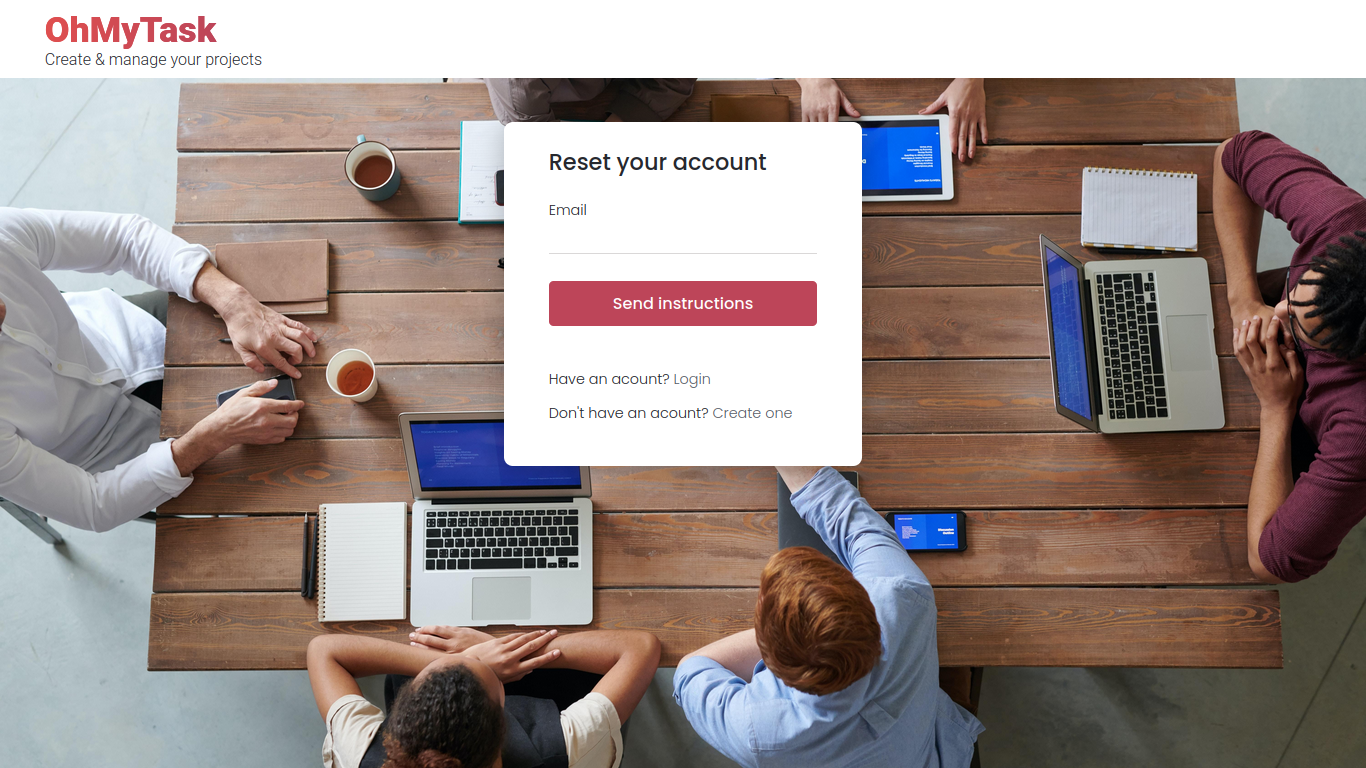 OhMyTask
Create & manage your projects
Reset your account
Email
Send instructions
Have an acount? Login
Don't have an acount? Create one